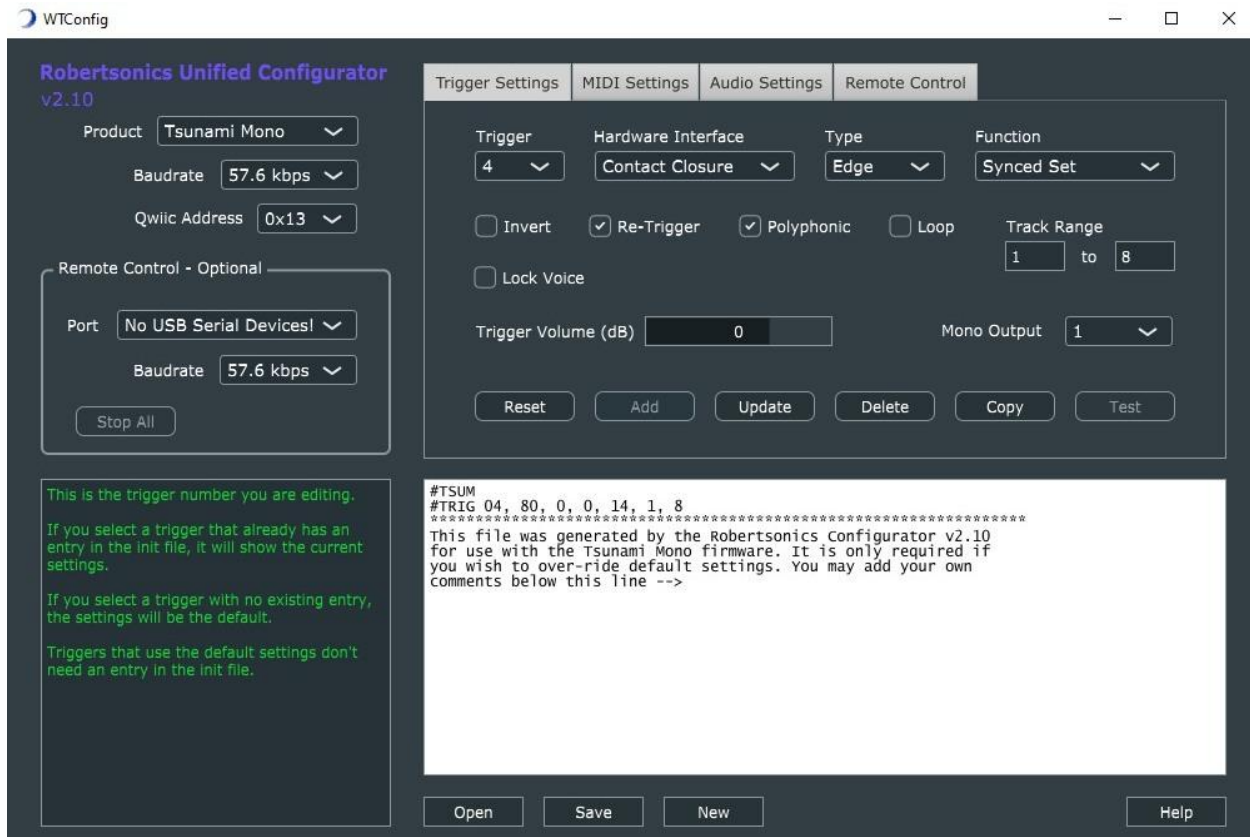 WTConfig
Robertsonics Unified Configurator
v2.10
Product Tsunami Mono
Baudrate 57.6 kbps
Qwiic Address 0x13
Remote Control - Optional
Port No USB Serial Devices!
Baudrate 57.6 kbps
Stop All
Trigger Settings MIDI Settings Audio Settings Remote Control
Trigger Hardware Interface Type Function
4 Contact Closure Edge Synced Set
Invert Re-Trigger Polyphonic Loop Track Range
1 to 8
Lock Voice
Trigger Volume (dB) 0 Mono Output 1
Reset Add Update Delete Copy Test
This is the trigger number you are editing.
If you select a trigger that already has an
entry in the init file, it will show the current
settings.
If you select a trigger with no existing entry,
the settings will be the default.
Triggers that use the default settings don't
need an entry in the init file.
#TSUM
#TRIG 04, 80, 0, 0, 14, 1, 8
******************************************************************
This file was generated by the Robertsonics Configurator v2.10
for use with the Tsunami Mono firmware. It is only required if
you wish to over-ride default settings. You may add your own
comments below this line -->
Open Save New Help